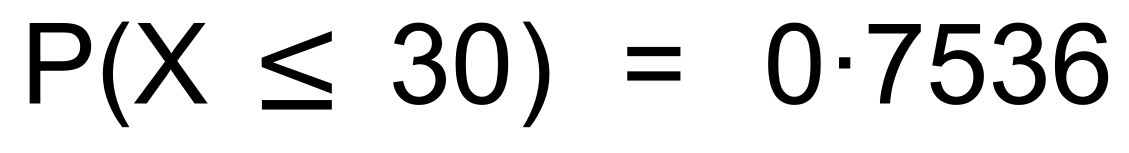 P(X ≤ 30) = 0·7536